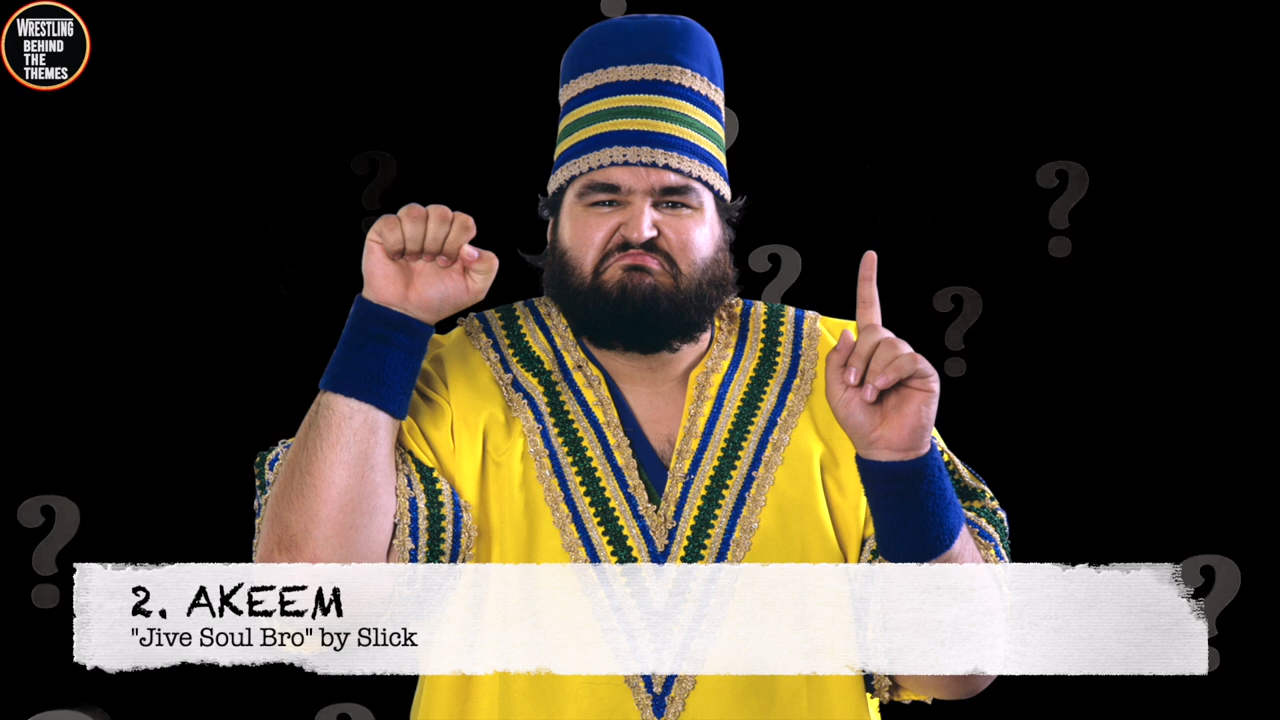 WRESTLING
BEHIND
THE
THEMES
2. AKEEM
"Jive Soul Bro" by Slick